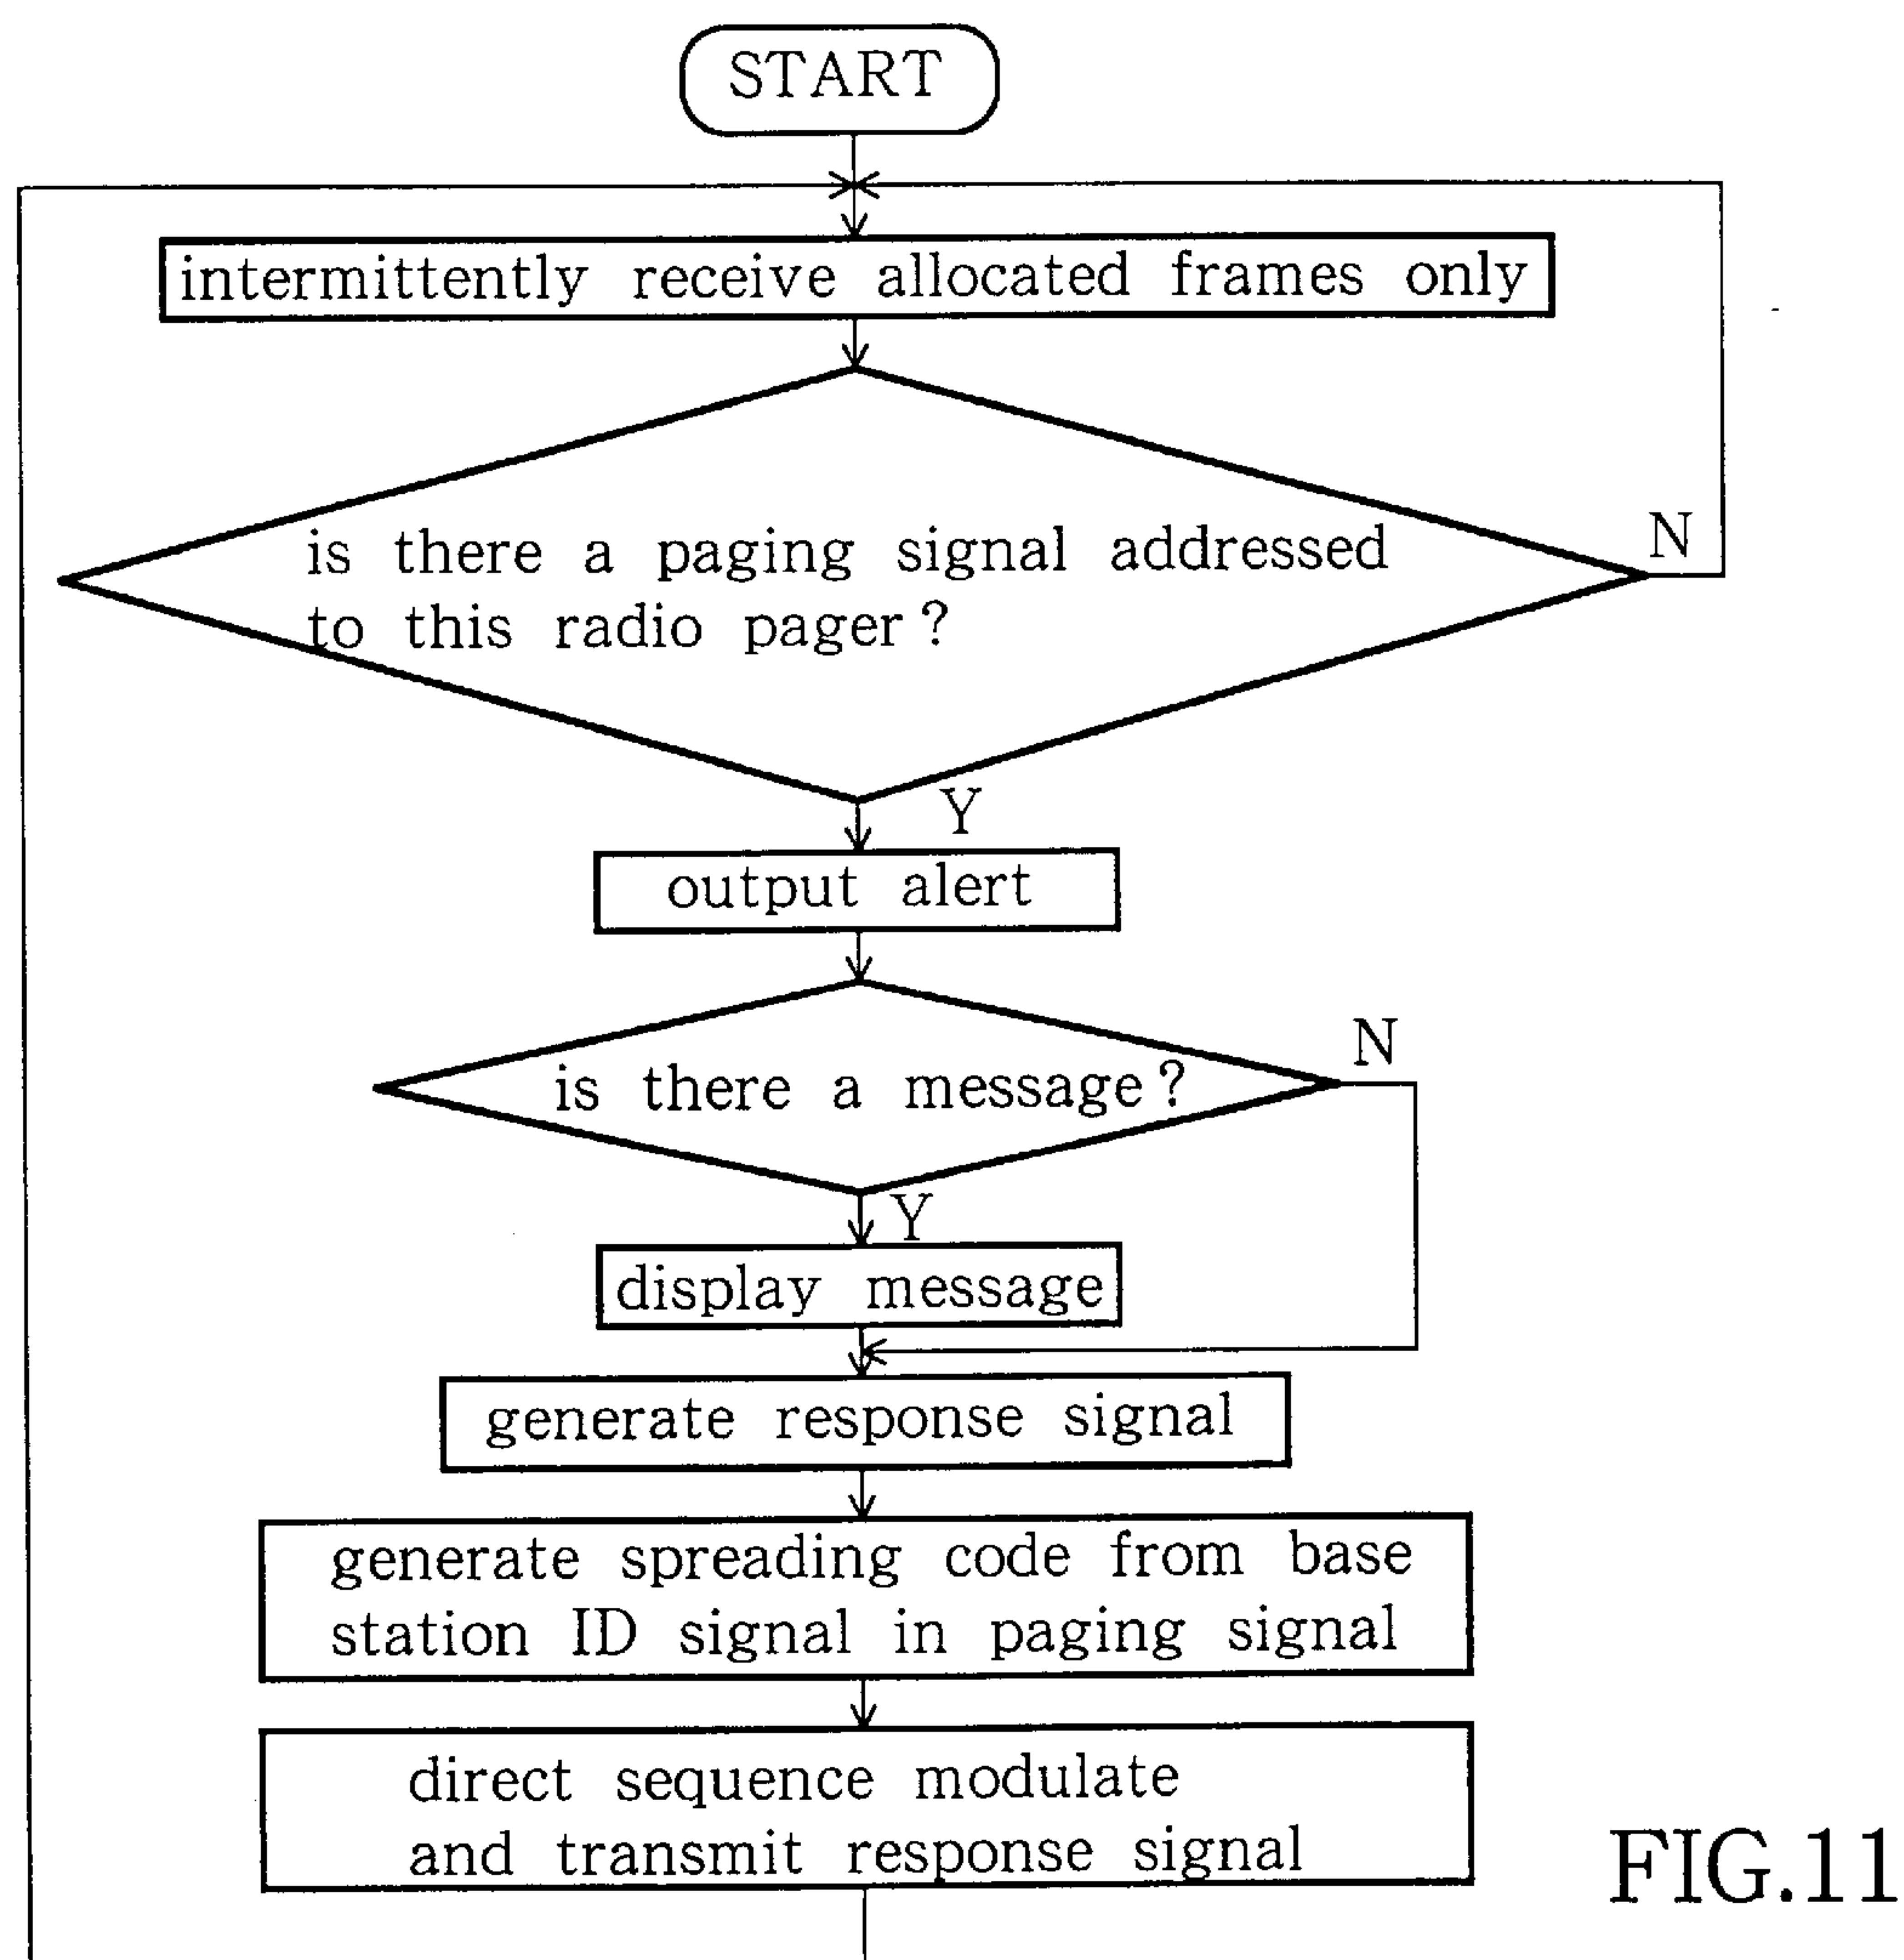 START
intermittently receive allocated frames only
is there a paging signal addressed
to this radio pager?
N
Y
output alert
is there a message?
N
Y
display message
generate response signal
generate spreading code from base
station ID signal in paging signal
direct sequence modulate
and transmit response signal
FIG.11